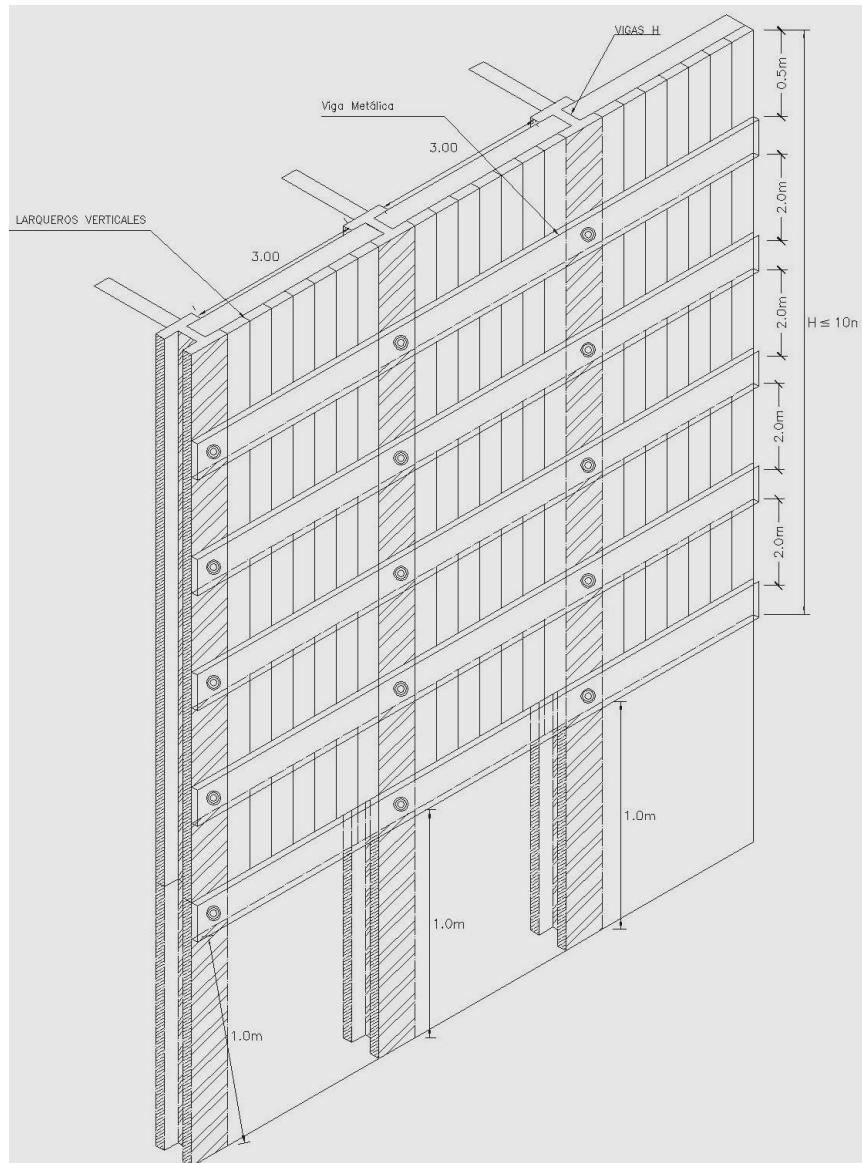 VIGAS H
0.5m
Viga Metálica
3.00
2.0m
LARQUEROS VERTICALES
3.00
2.0m
H ≤ 10n
2.0m
2.0m
1.0m
1.0m
1.0m